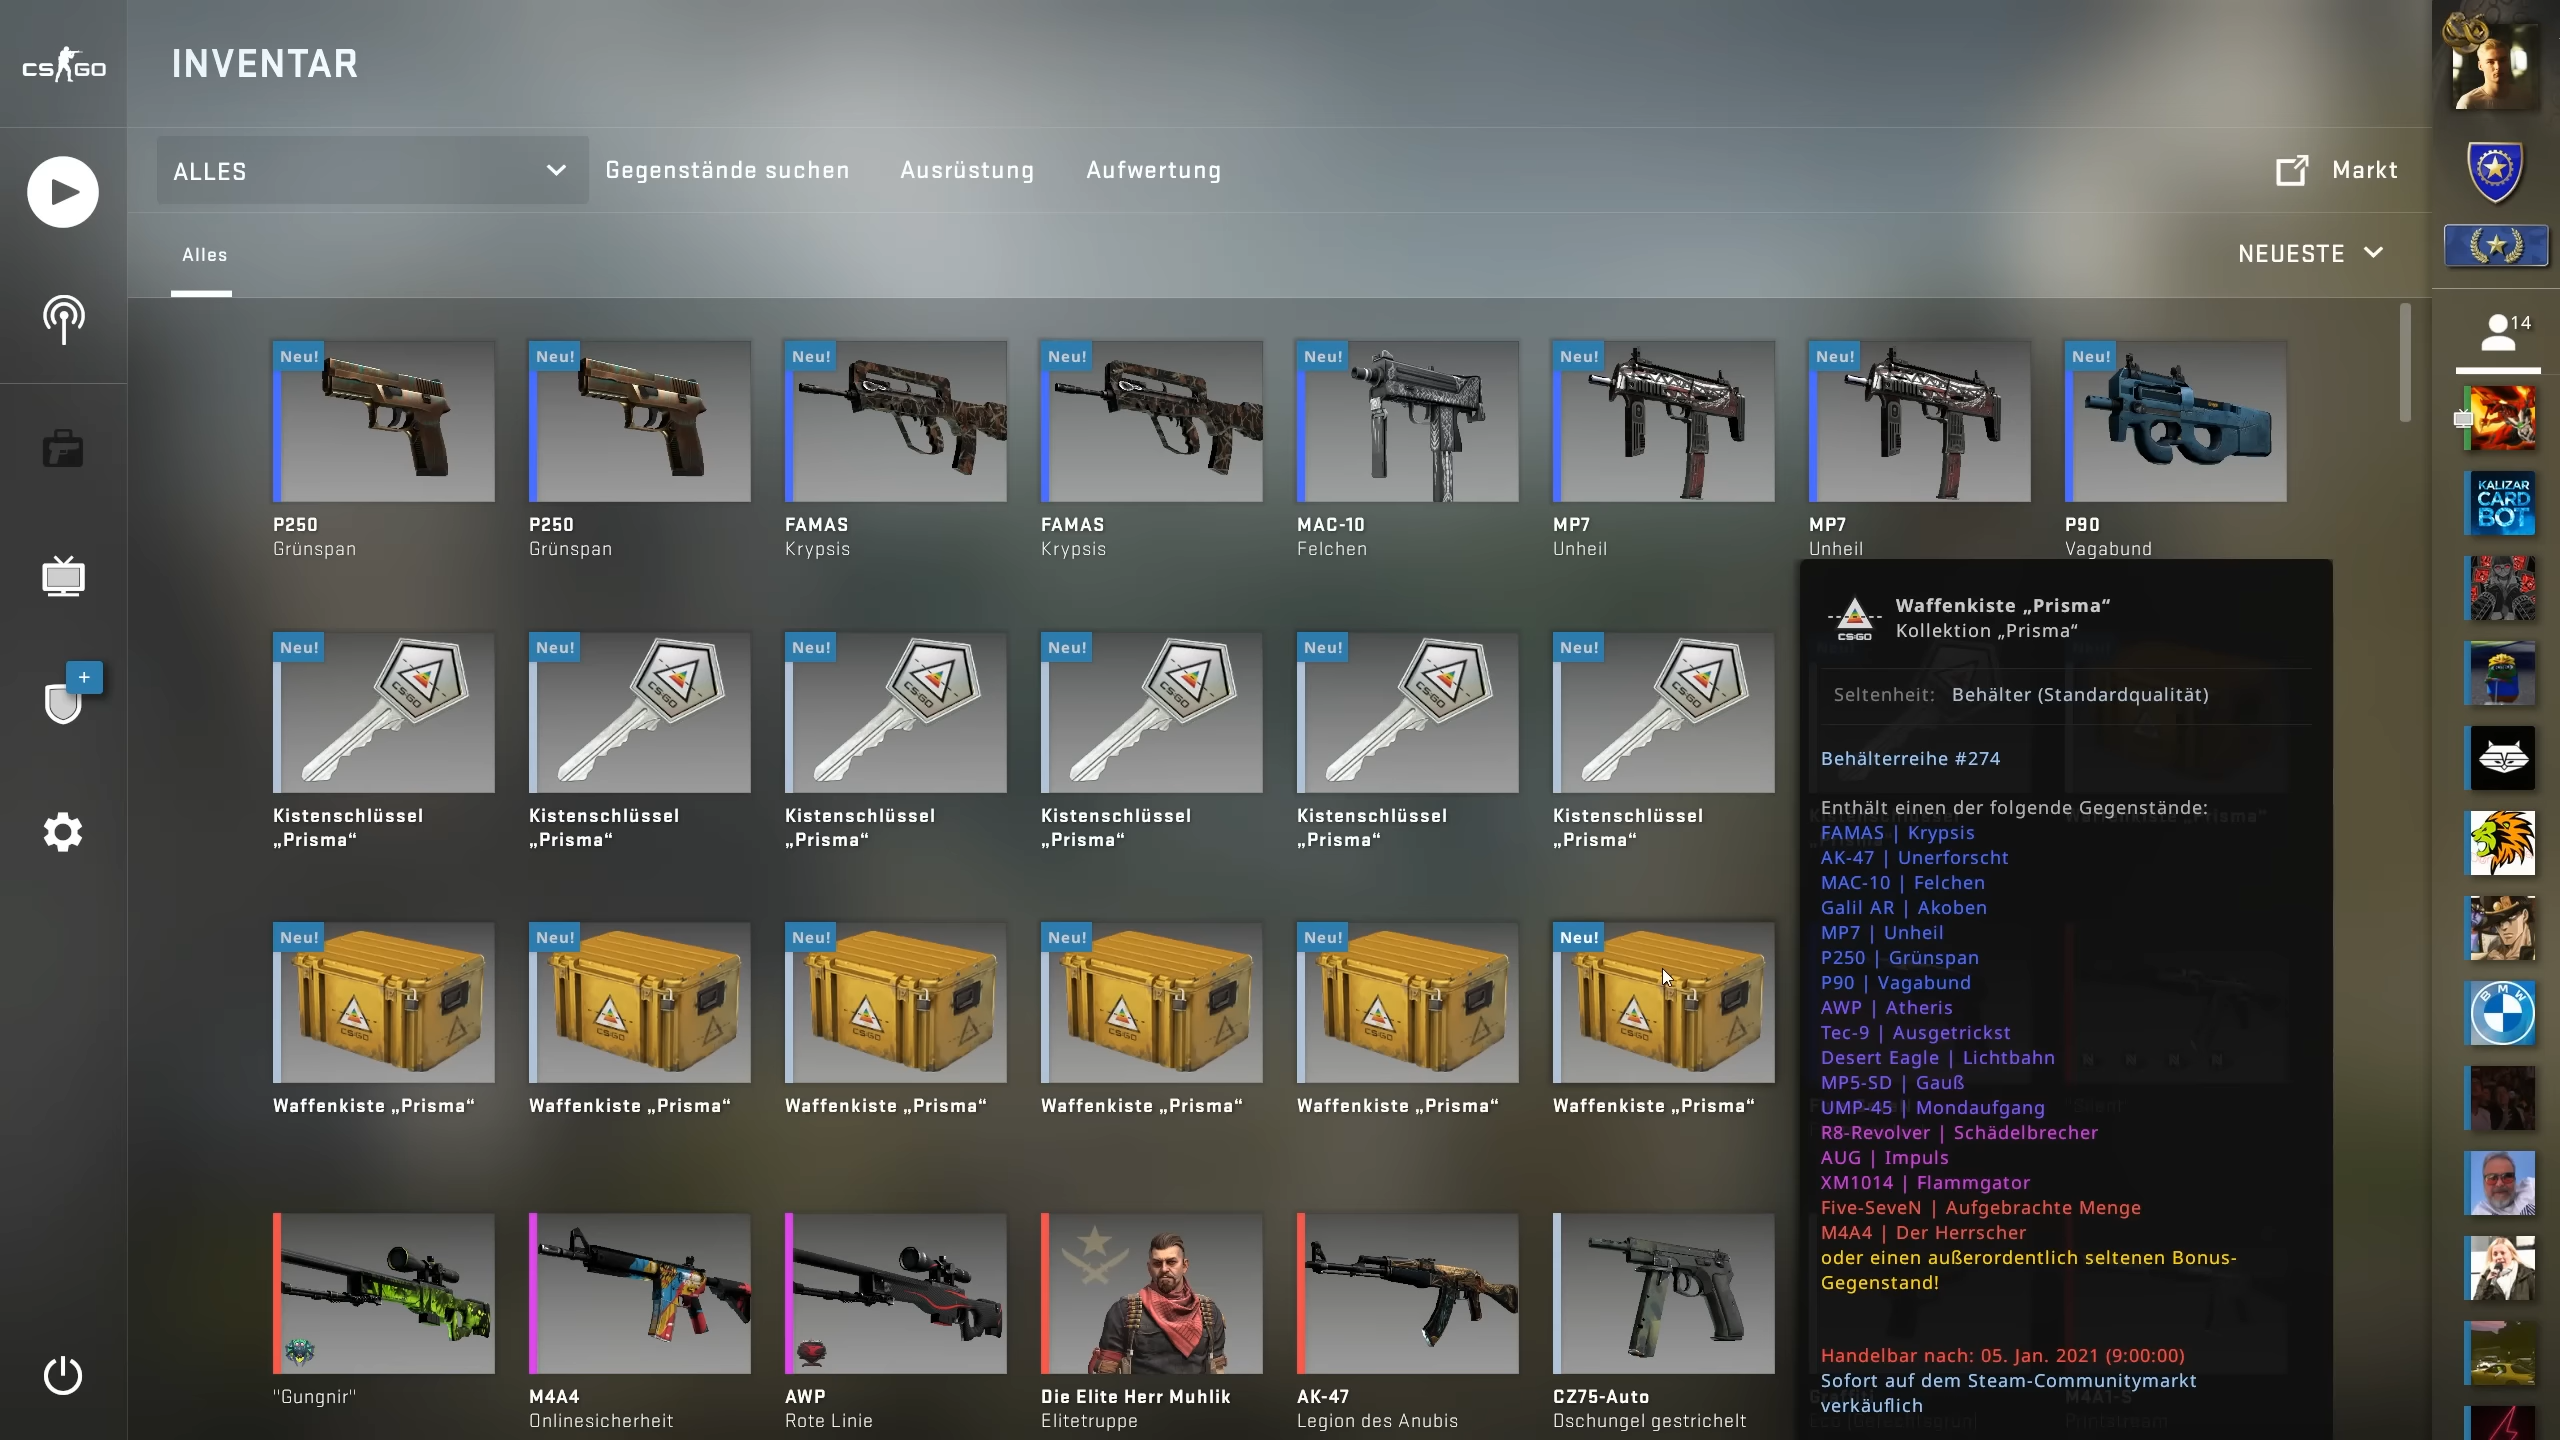 CS GO
INVENTAR
ALLES
Gegenstände suchen
Ausrüstung
Aufwertung
Markt
Alles
NEUESTE
14
+
Neu!
Neu!
Neu!
Neu!
Neu!
Neu!
Neu!
Neu!
P250
Grünspan
P250
Grünspan
FAMAS
Krypsis
FAMAS
Krypsis
MAC-10
Felchen
MP7
Unheil
MP7
Unheil
P90
Vagabund
KALIZAR
CARD
BOT
Neu!
Neu!
Neu!
Neu!
Neu!
Neu!
Kistenschlüssel
„Prisma“
Kistenschlüssel
„Prisma“
Kistenschlüssel
„Prisma“
Kistenschlüssel
„Prisma“
Kistenschlüssel
„Prisma“
Kistenschlüssel
„Prisma“
Neu!
Neu!
Neu!
Neu!
Neu!
Neu!
Waffenkiste „Prisma“
Waffenkiste „Prisma“
Waffenkiste „Prisma“
Waffenkiste „Prisma“
Waffenkiste „Prisma“
Waffenkiste „Prisma“
"Gungnir"
M4A4
Onlinesicherheit
AWP
Rote Linie
Die Elite Herr Muhlik
Elitetruppe
AK-47
Legion des Anubis
CZ75-Auto
Dschungel gestrichelt
CS:GO
Waffenkiste „Prisma“
Kollektion „Prisma“
Seltenheit: Behälter (Standardqualität)
Behälterreihe #274
Enthält einen der folgende Gegenstände:
FAMAS | Krypsis
AK-47 | Unerforscht
MAC-10 | Felchen
Galil AR | Akoben
MP7 | Unheil
P250 | Grünspan
P90 | Vagabund
AWP | Atheris
Tec-9 | Ausgetrickst
Desert Eagle | Lichtbahn
MP5-SD | Gauß
UMP-45 | Mondaufgang
R8-Revolver | Schädelbrecher
AUG | Impuls
XM1014 | Flammgator
Five-SeveN | Aufgebrachte Menge
M4A4 | Der Herrscher
oder einen außerordentlich seltenen Bonus-
Gegenstand!
Handelbar nach: 05. Jan. 2021 (9:00:00)
Sofort auf dem Steam-Communitymarkt
verkäuflich
BMW